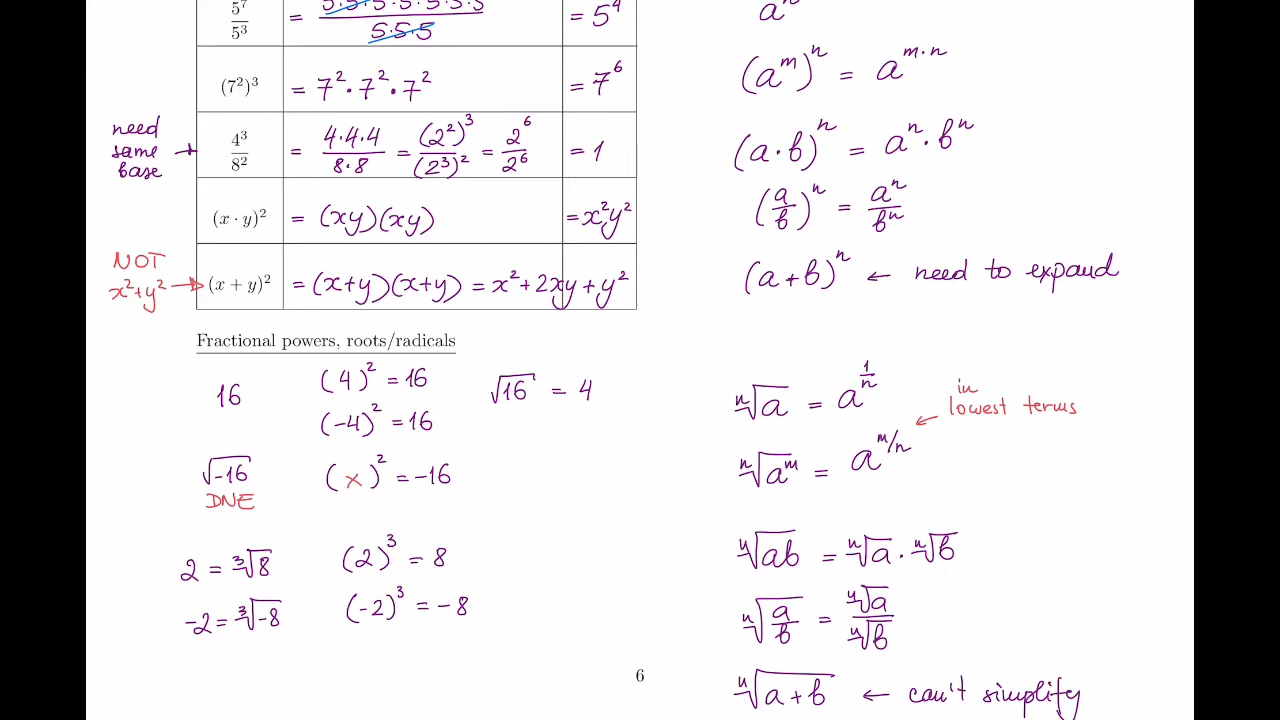 5^7/5^3 = 5·5·5·5·5·5·5 / 5·5·5 = 5^4
(7^2)^3 = 7^2 · 7^2 · 7^2 = 7^6
need same base → 4^3/8^2 = 4·4·4 / 8·8 = (2^2)^3 / (2^3)^2 = 2^6/2^6 = 1
(x · y)^2 = (xy)(xy) = x^2y^2
NOT x^2+y^2 → (x + y)^2 = (x+y)(x+y) = x^2+2xy+y^2
Fractional powers, roots/radicals
16 (4)^2 = 16 √16 = 4
(-4)^2 = 16
√-16 (x)^2 = -16
DNE
2 = ∛8 (2)^3 = 8
-2 = ∛-8 (-2)^3 = -8
6
a^n
(a^m)^n = a^{m·n}
(a·b)^n = a^n · b^n
(a/b)^n = a^n/b^n
(a+b)^n ← need to expand
ⁿ√a = a^{1/n}
ⁿ√a^m = a^{m/n} ← in lowest terms
ⁿ√ab = ⁿ√a · ⁿ√b
ⁿ√(a/b) = ⁿ√a / ⁿ√b
ⁿ√(a+b) ← can't simplify